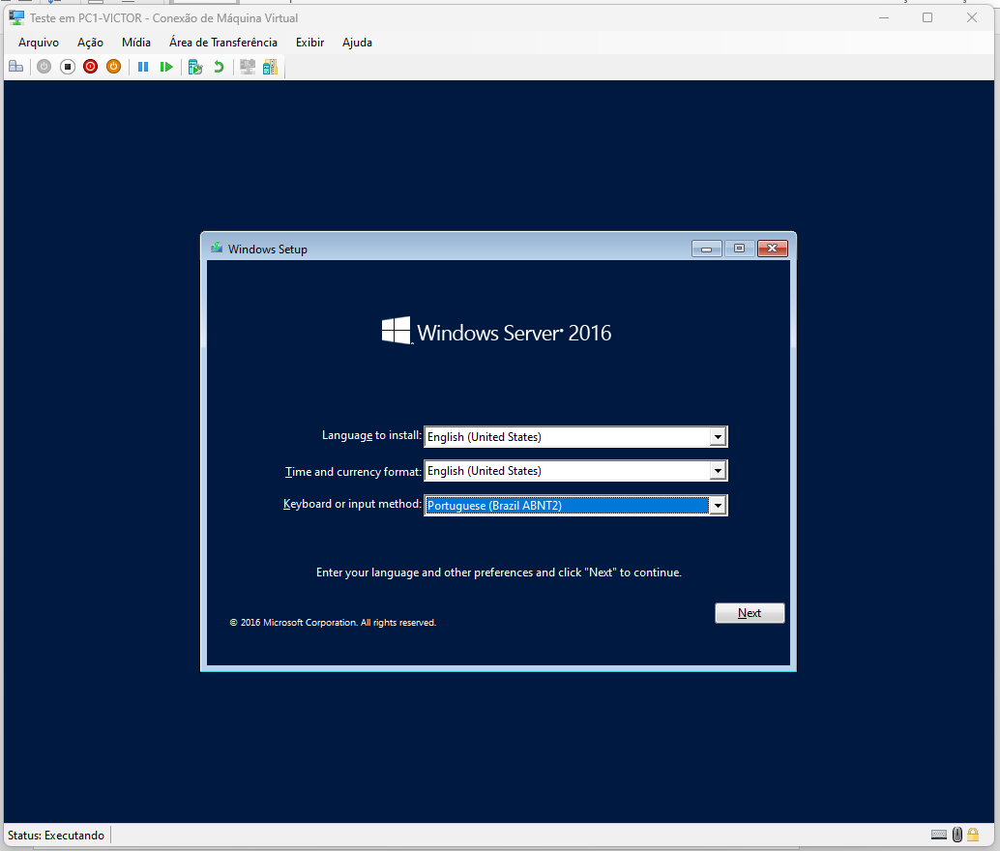 Teste em PC1-VICTOR - Conexão de Máquina Virtual
Arquivo Ação Mídia Área de Transferência Exibir Ajuda
Windows Setup
Windows Server® 2016
Language to install: English (United States)
Time and currency format: English (United States)
Keyboard or input method: Portuguese (Brazil ABNT2)
Enter your language and other preferences and click "Next" to continue.
Next
© 2016 Microsoft Corporation. All rights reserved.
Status: Executando